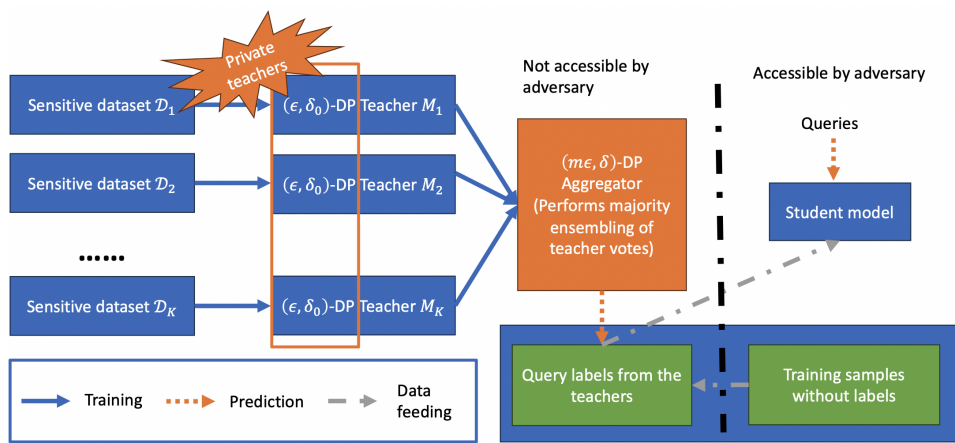 Private
teachers
Sensitive dataset 𝒟₁
(ϵ, δ₀)-DP Teacher M₁
Sensitive dataset 𝒟₂
(ϵ, δ₀)-DP Teacher M₂
......
Sensitive dataset 𝒟_K
(ϵ, δ₀)-DP Teacher M_K
Not accessible by
adversary
Accessible by adversary
(mϵ, δ)-DP
Aggregator
(Performs majority
ensembling of
teacher votes)
Queries
Student model
Query labels from the
teachers
Training samples
without labels
Training
Prediction
Data
feeding